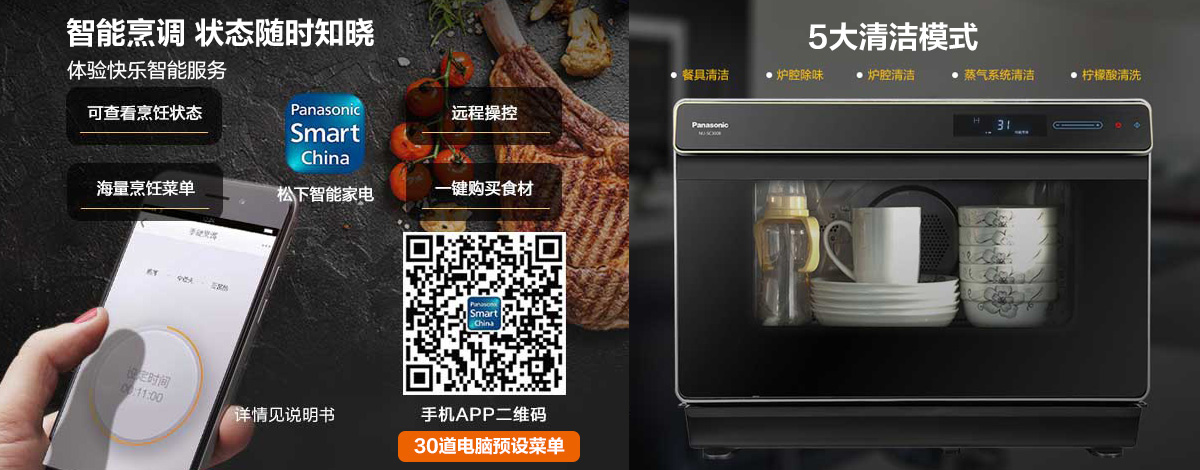 智能烹调 状态随时知晓
体验快乐智能服务
可查看烹饪状态
远程操控
海量烹饪菜单
一键购买食材
Panasonic
Smart
China
松下智能家电
设定时间
00:11:00
详情见说明书
Panasonic
Smart
China
手机APP二维码
30道电脑预设菜单
5大清洁模式
餐具清洁
炉腔除味
炉腔清洁
蒸气系统清洁
柠檬酸清洗
Panasonic
31